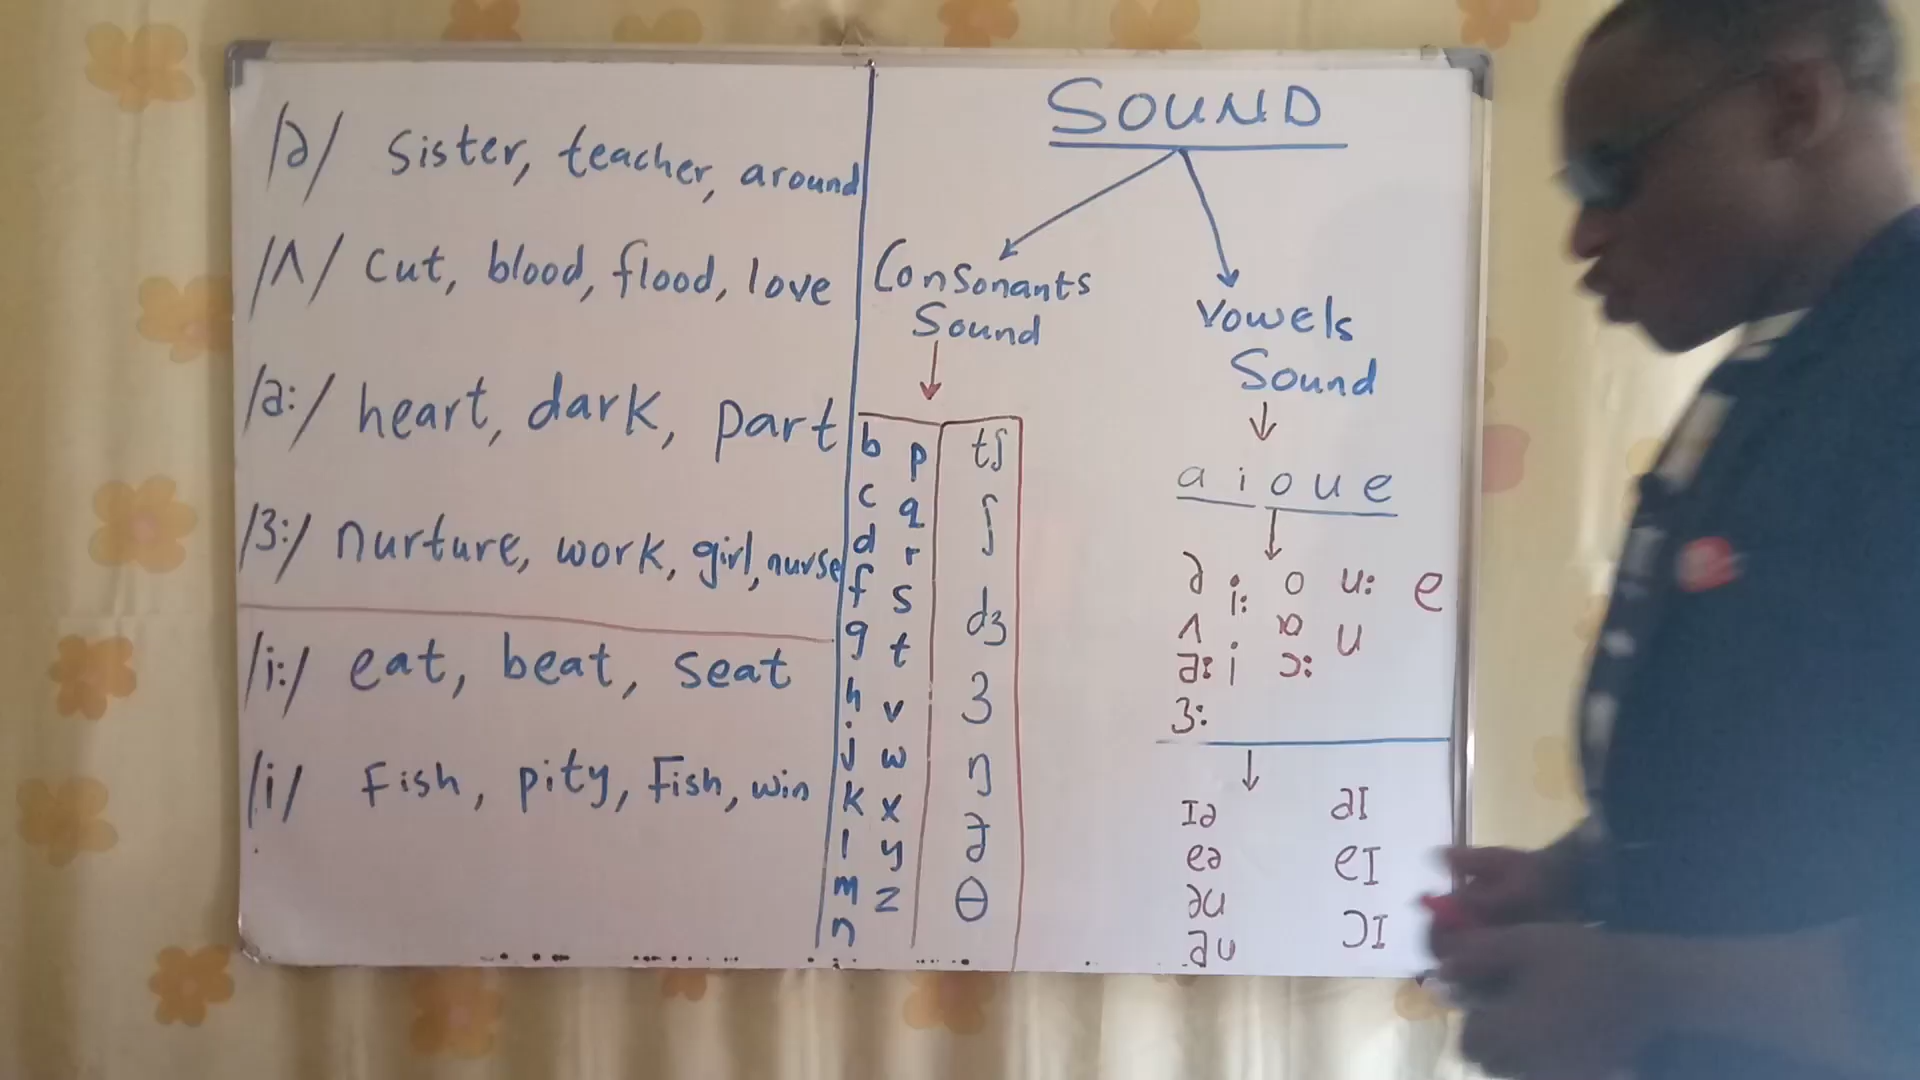 /ə/ sister, teacher, around
/ʌ/ cut, blood, flood, love
/a:/ heart, dark, part
/3:/ nurture, work, girl, nurse
/i:/ eat, beat, seat
/i/ Fish, pity, Fish, win
SOUND
Consonants
Sound
b p tʃ
c q ʃ
d r dʒ
f s ʒ
g t ŋ
h v
j w
k x
l y
m z θ
n
Vowels
Sound
a i o u e
ə i: o u: e
ʌ i ɔ: u
a:
3:
Iə aI
eə eI
əu ɔI
au